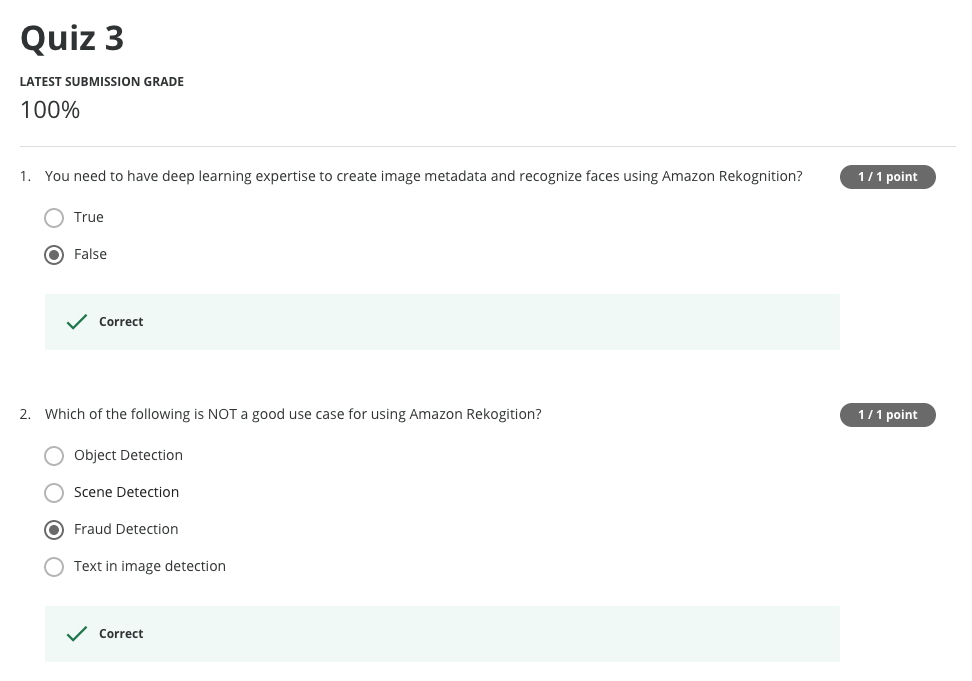 Quiz 3
LATEST SUBMISSION GRADE
100%
1. You need to have deep learning expertise to create image metadata and recognize faces using Amazon Rekognition? 1 / 1 point
True
False
Correct
2. Which of the following is NOT a good use case for using Amazon Rekogition? 1 / 1 point
Object Detection
Scene Detection
Fraud Detection
Text in image detection
Correct